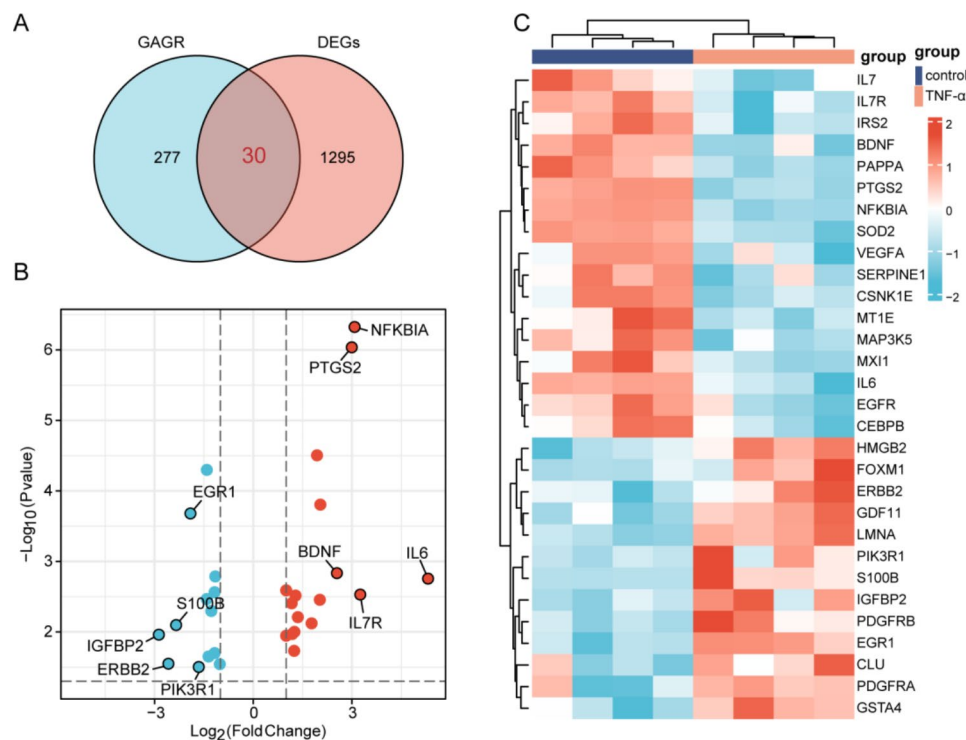 A
GAGR
DEGs
277
30
1295
B
NFKBIA
PTGS2
EGR1
BDNF
IL6
S100B
IL7R
IGFBP2
ERBB2
PIK3R1
6
5
4
3
2
−3
0
3
−Log10(Pvalue)
Log2(Fold Change)
C
group
group
control
TNF-α
2
1
0
−1
−2
IL7
IL7R
IRS2
BDNF
PAPPA
PTGS2
NFKBIA
SOD2
VEGFA
SERPINE1
CSNK1E
MT1E
MAP3K5
MXI1
IL6
EGFR
CEBPB
HMGB2
FOXM1
ERBB2
GDF11
LMNA
PIK3R1
S100B
IGFBP2
PDGFRB
EGR1
CLU
PDGFRA
GSTA4